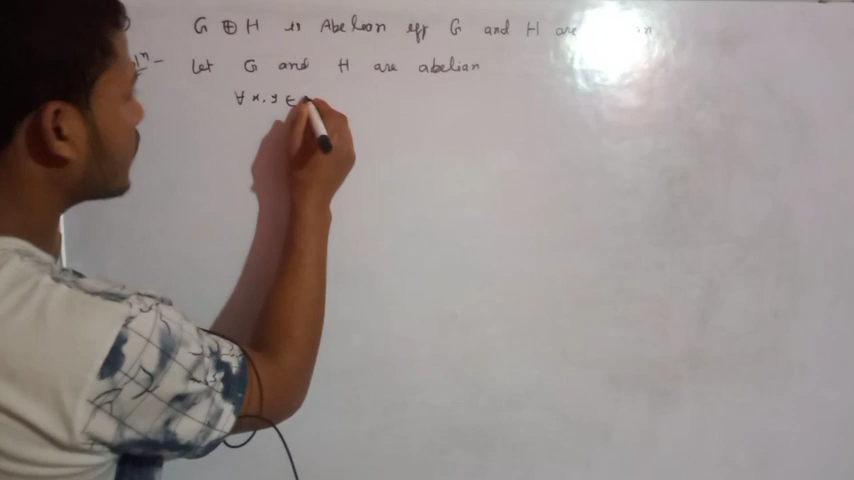 G ⊕ H is Abelian iff G and H are
Let G and H are abelian
∀ x, y ∈